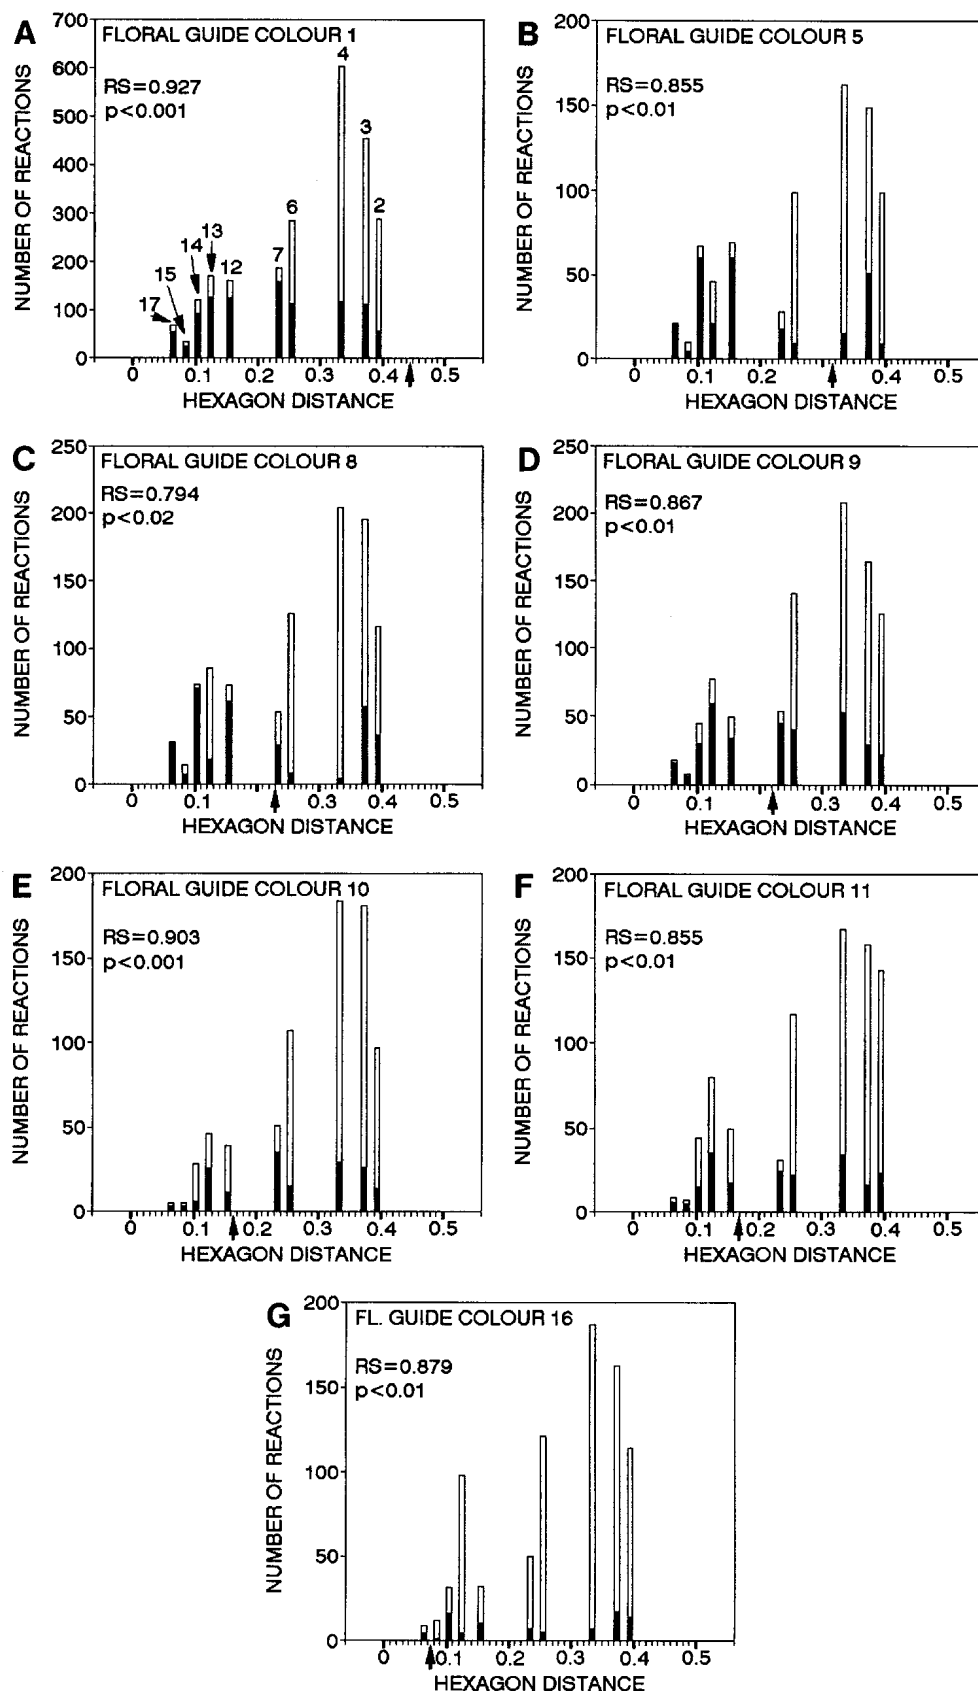 A
FLORAL GUIDE COLOUR 1
RS=0.927
p<0.001
NUMBER OF REACTIONS
700
600
500
400
300
200
100
0
17
15
14
13
12
7
6
4
3
2
0 0.1 0.2 0.3 0.4 0.5
HEXAGON DISTANCE
B
FLORAL GUIDE COLOUR 5
RS=0.855
p<0.01
NUMBER OF REACTIONS
200
150
100
50
0
0 0.1 0.2 0.3 0.4 0.5
HEXAGON DISTANCE
C
FLORAL GUIDE COLOUR 8
RS=0.794
p<0.02
NUMBER OF REACTIONS
250
200
150
100
50
0
0 0.1 0.3 0.4 0.5
HEXAGON DISTANCE
D
FLORAL GUIDE COLOUR 9
RS=0.867
p<0.01
NUMBER OF REACTIONS
250
200
150
100
50
0
0 0.1 0.3 0.4 0.5
HEXAGON DISTANCE
E
FLORAL GUIDE COLOUR 10
RS=0.903
p<0.001
NUMBER OF REACTIONS
200
150
100
50
0
0 0.1 0.2 0.3 0.4 0.5
HEXAGON DISTANCE
F
FLORAL GUIDE COLOUR 11
RS=0.855
p<0.01
NUMBER OF REACTIONS
200
150
100
50
0
0 0.1 0.2 0.3 0.4 0.5
HEXAGON DISTANCE
G
FL. GUIDE COLOUR 16
RS=0.879
p<0.01
NUMBER OF REACTIONS
200
150
100
50
0
0 0.1 0.2 0.3 0.4 0.5
HEXAGON DISTANCE